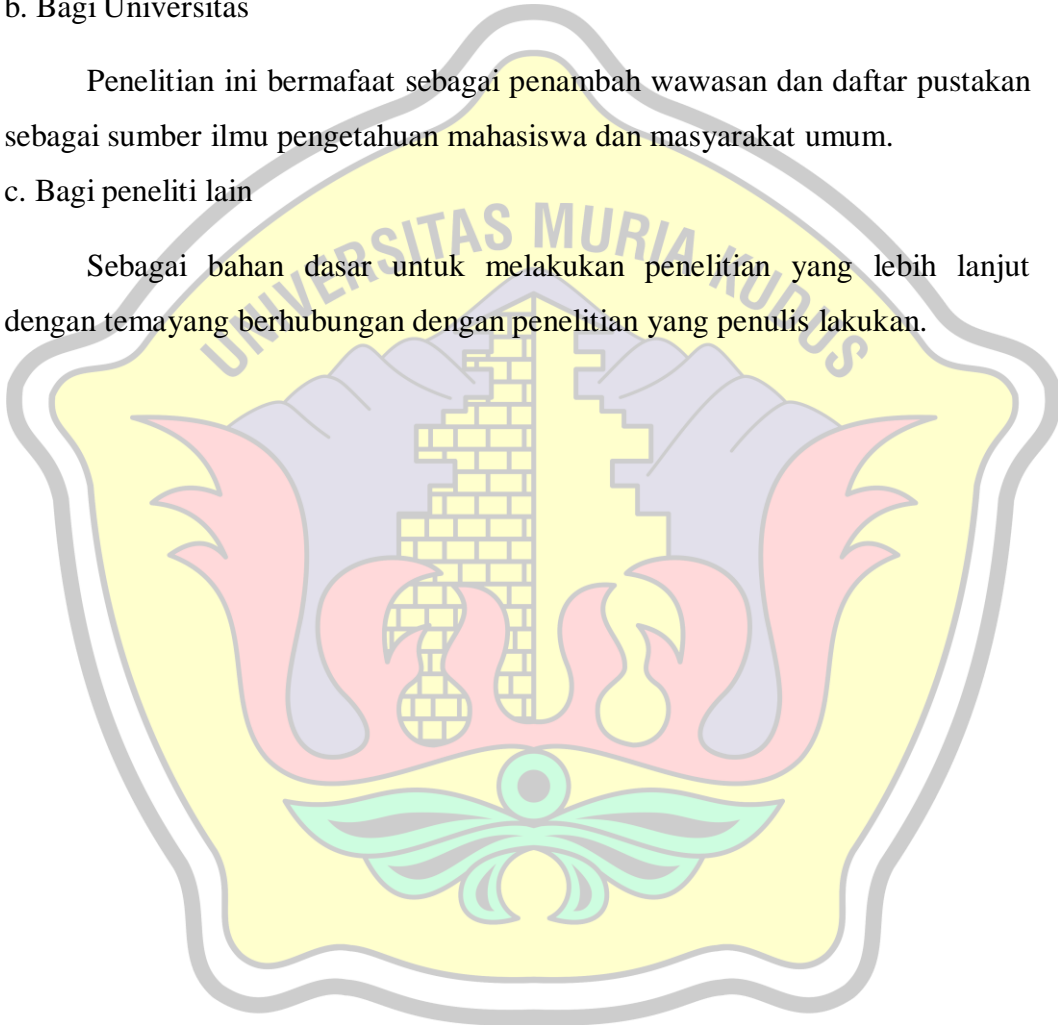 b. Bagi Universitas
Penelitian ini bermafaat sebagai penambah wawasan dan daftar pustakan
sebagai sumber ilmu pengetahuan mahasiswa dan masyarakat umum.
c. Bagi peneliti lain
UNIVERSITAS MURIA KUDUS
Sebagai bahan dasar untuk melakukan penelitian yang lebih lanjut
dengan temayang berhubungan dengan penelitian yang penulis lakukan.